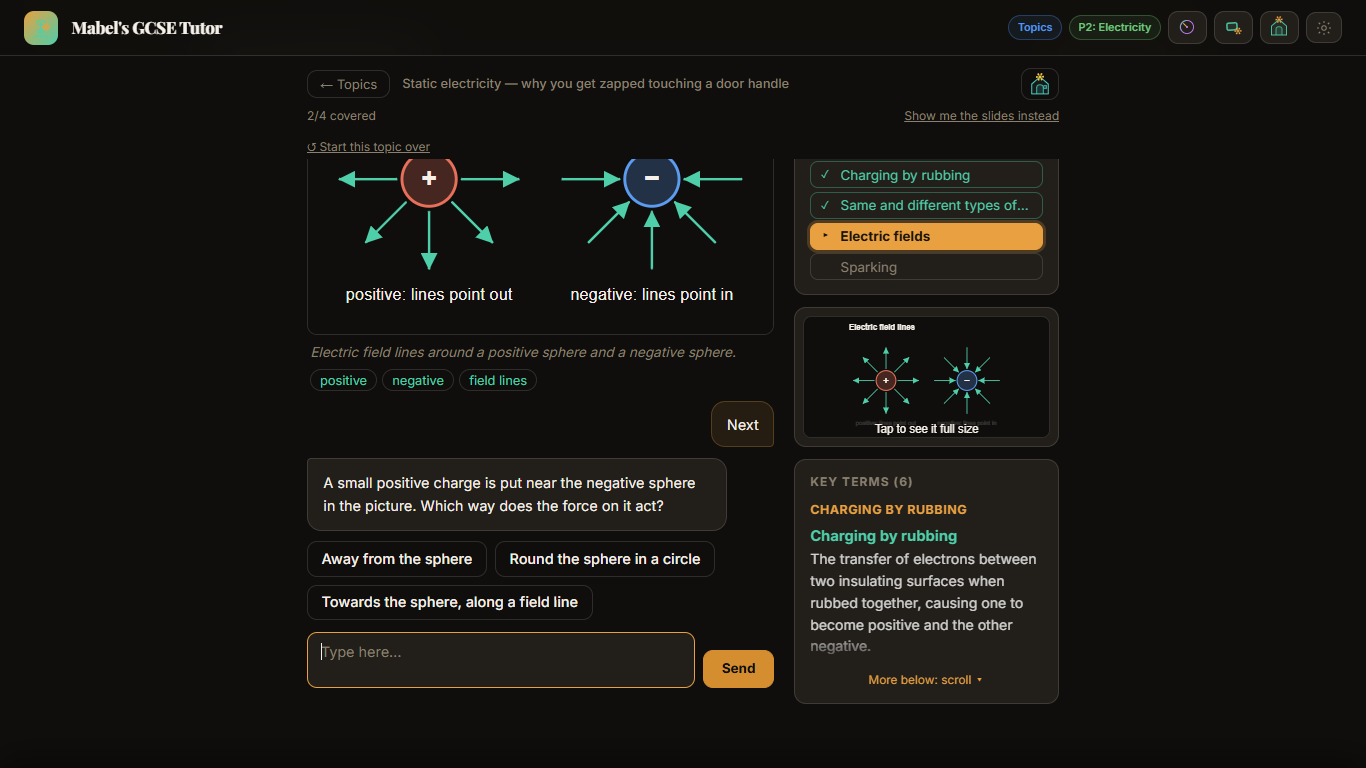 Mabel's GCSE Tutor
Topics
P2: Electricity
← Topics
Static electricity — why you get zapped touching a door handle
2/4 covered
Show me the slides instead
↺ Start this topic over
+
−
positive: lines point out
negative: lines point in
Electric field lines around a positive sphere and a negative sphere.
positive
negative
field lines
Next
A small positive charge is put near the negative sphere
in the picture. Which way does the force on it act?
Away from the sphere
Round the sphere in a circle
Towards the sphere, along a field line
Type here...
Send
✓ Charging by rubbing
✓ Same and different types of...
Electric fields
Sparking
Electric field lines
+
−
Tap to see it full size
KEY TERMS (6)
CHARGING BY RUBBING
Charging by rubbing
The transfer of electrons between
two insulating surfaces when
rubbed together, causing one to
become positive and the other
negative.
More below: scroll ▾